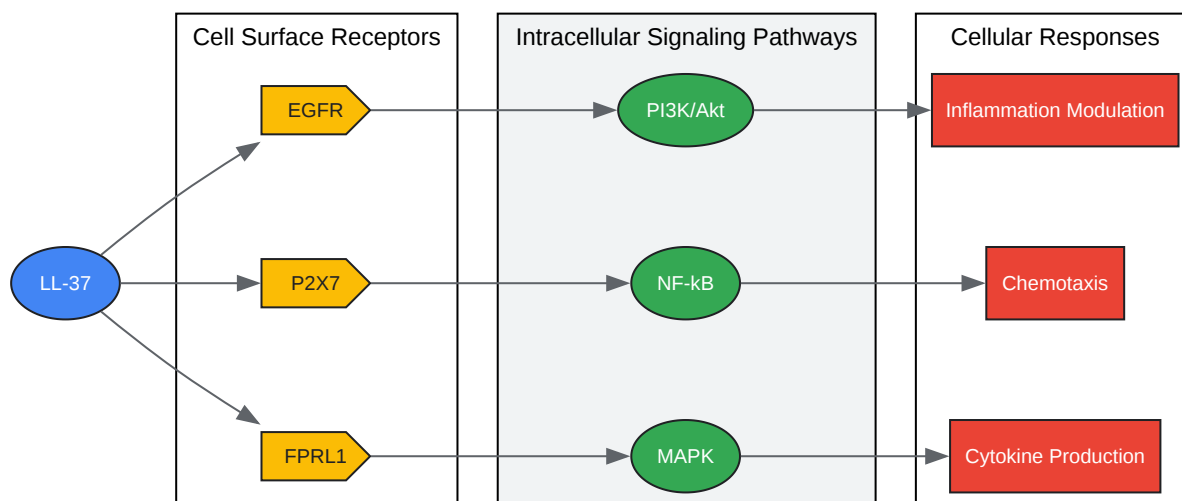 Cell Surface Receptors
Intracellular Signaling Pathways
Cellular Responses
EGFR
PI3K/Akt
Inflammation Modulation
LL-37
P2X7
NF-kB
Chemotaxis
FPRL1
MAPK
Cytokine Production